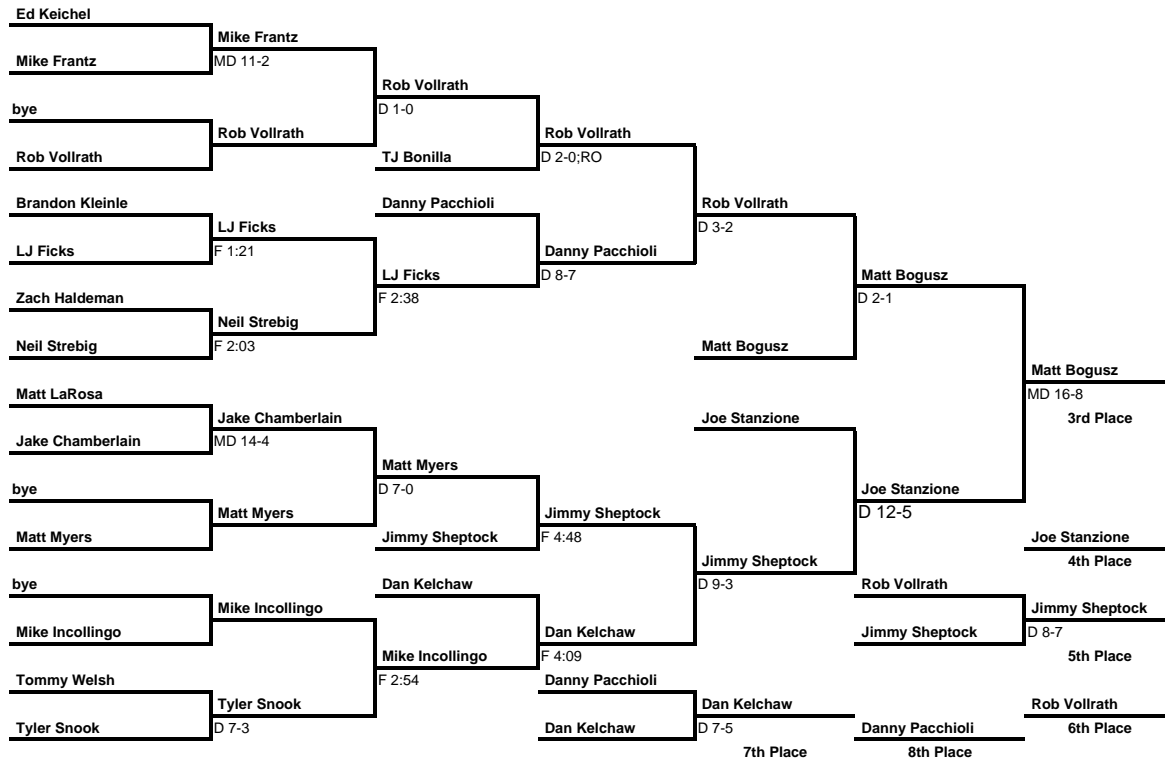 Ed Keichel
Mike Frantz
Mike Frantz
MD 11-2
Rob Vollrath
bye
D 1-0
Rob Vollrath
Rob Vollrath
Rob Vollrath
TJ Bonilla
D 2-0;RO
Brandon Kleinle
Danny Pacchioli
Rob Vollrath
LJ Ficks
D 3-2
LJ Ficks
F 1:21
Danny Pacchioli
LJ Ficks
D 8-7
Matt Bogusz
Zach Haldeman
F 2:38
D 2-1
Neil Strebig
Neil Strebig
F 2:03
Matt Bogusz
Matt Bogusz
Matt LaRosa
MD 16-8
Jake Chamberlain
Joe Stanzione
3rd Place
Jake Chamberlain
MD 14-4
Matt Myers
bye
D 7-0
Joe Stanzione
Matt Myers
Jimmy Sheptock
D 12-5
Matt Myers
Jimmy Sheptock
F 4:48
Joe Stanzione
Jimmy Sheptock
4th Place
bye
Dan Kelchaw
D 9-3
Rob Vollrath
Mike Incollingo
Jimmy Sheptock
Mike Incollingo
Dan Kelchaw
Jimmy Sheptock
D 8-7
Mike Incollingo
F 4:09
5th Place
Tommy Welsh
F 2:54
Danny Pacchioli
Tyler Snook
Dan Kelchaw
Rob Vollrath
Tyler Snook
D 7-3
Dan Kelchaw
D 7-5
Danny Pacchioli
6th Place
7th Place
8th Place